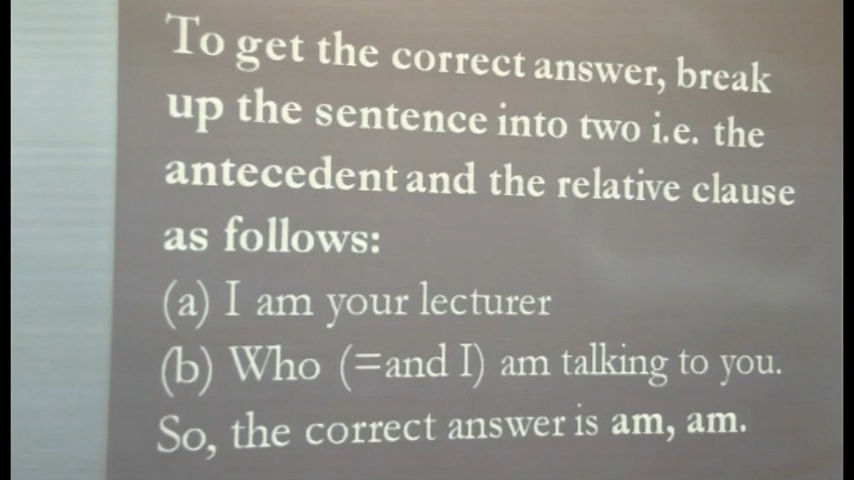 To get the correct answer, break
up the sentence into two i.e. the
antecedent and the relative clause
as follows:
(a) I am your lecturer
(b) Who (=and I) am talking to you.
So, the correct answer is am, am.